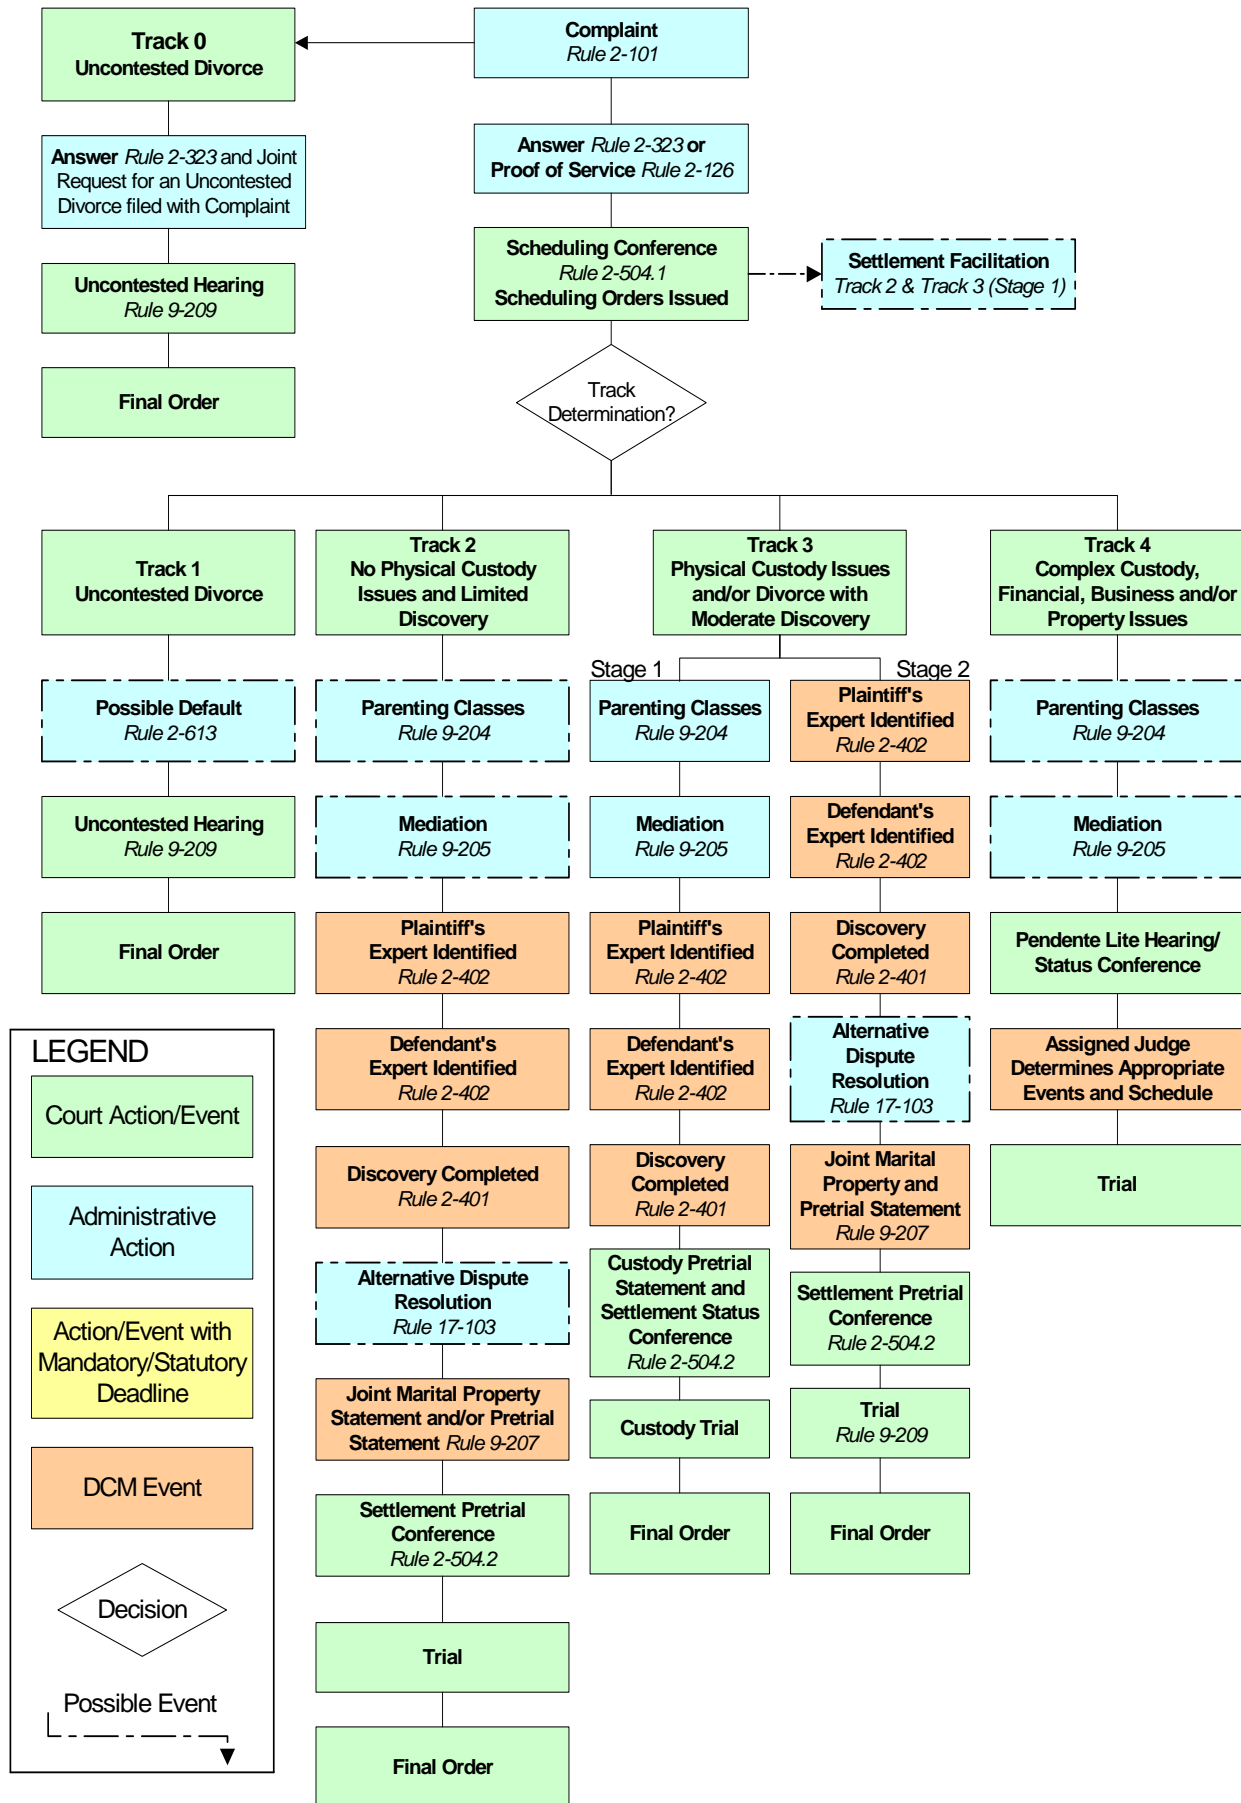 Track 0
Uncontested Divorce
Complaint
Rule 2-101
Answer Rule 2-323 and Joint
Request for an Uncontested
Divorce filed with Complaint
Answer Rule 2-323 or
Proof of Service Rule 2-126
Uncontested Hearing
Rule 9-209
Scheduling Conference
Rule 2-504.1
Scheduling Orders Issued
Settlement Facilitation
Track 2 & Track 3 (Stage 1)
Final Order
Track
Determination?
Track 1
Uncontested Divorce
Possible Default
Rule 2-613
Uncontested Hearing
Rule 9-209
Final Order
Track 2
No Physical Custody
Issues and Limited
Discovery
Parenting Classes
Rule 9-204
Mediation
Rule 9-205
Plaintiff's
Expert Identified
Rule 2-402
Defendant's
Expert Identified
Rule 2-402
Discovery Completed
Rule 2-401
Alternative Dispute
Resolution
Rule 17-103
Joint Marital Property
Statement and/or Pretrial
Statement Rule 9-207
Settlement Pretrial
Conference
Rule 2-504.2
Trial
Final Order
Track 3
Physical Custody Issues
and/or Divorce with
Moderate Discovery
Stage 1
Parenting Classes
Rule 9-204
Mediation
Rule 9-205
Plaintiff's
Expert Identified
Rule 2-402
Defendant's
Expert Identified
Rule 2-402
Discovery
Completed
Rule 2-401
Custody Pretrial
Statement and
Settlement Status
Conference
Rule 2-504.2
Custody Trial
Final Order
Stage 2
Plaintiff's
Expert Identified
Rule 2-402
Defendant's
Expert Identified
Rule 2-402
Discovery
Completed
Rule 2-401
Alternative
Dispute
Resolution
Rule 17-103
Joint Marital
Property and
Pretrial Statement
Rule 9-207
Settlement Pretrial
Conference
Rule 2-504.2
Trial
Rule 9-209
Final Order
Track 4
Complex Custody,
Financial, Business and/or
Property Issues
Parenting Classes
Rule 9-204
Mediation
Rule 9-205
Pendente Lite Hearing/
Status Conference
Assigned Judge
Determines Appropriate
Events and Schedule
Trial
LEGEND
Court Action/Event
Administrative
Action
Action/Event with
Mandatory/Statutory
Deadline
DCM Event
Decision
Possible Event